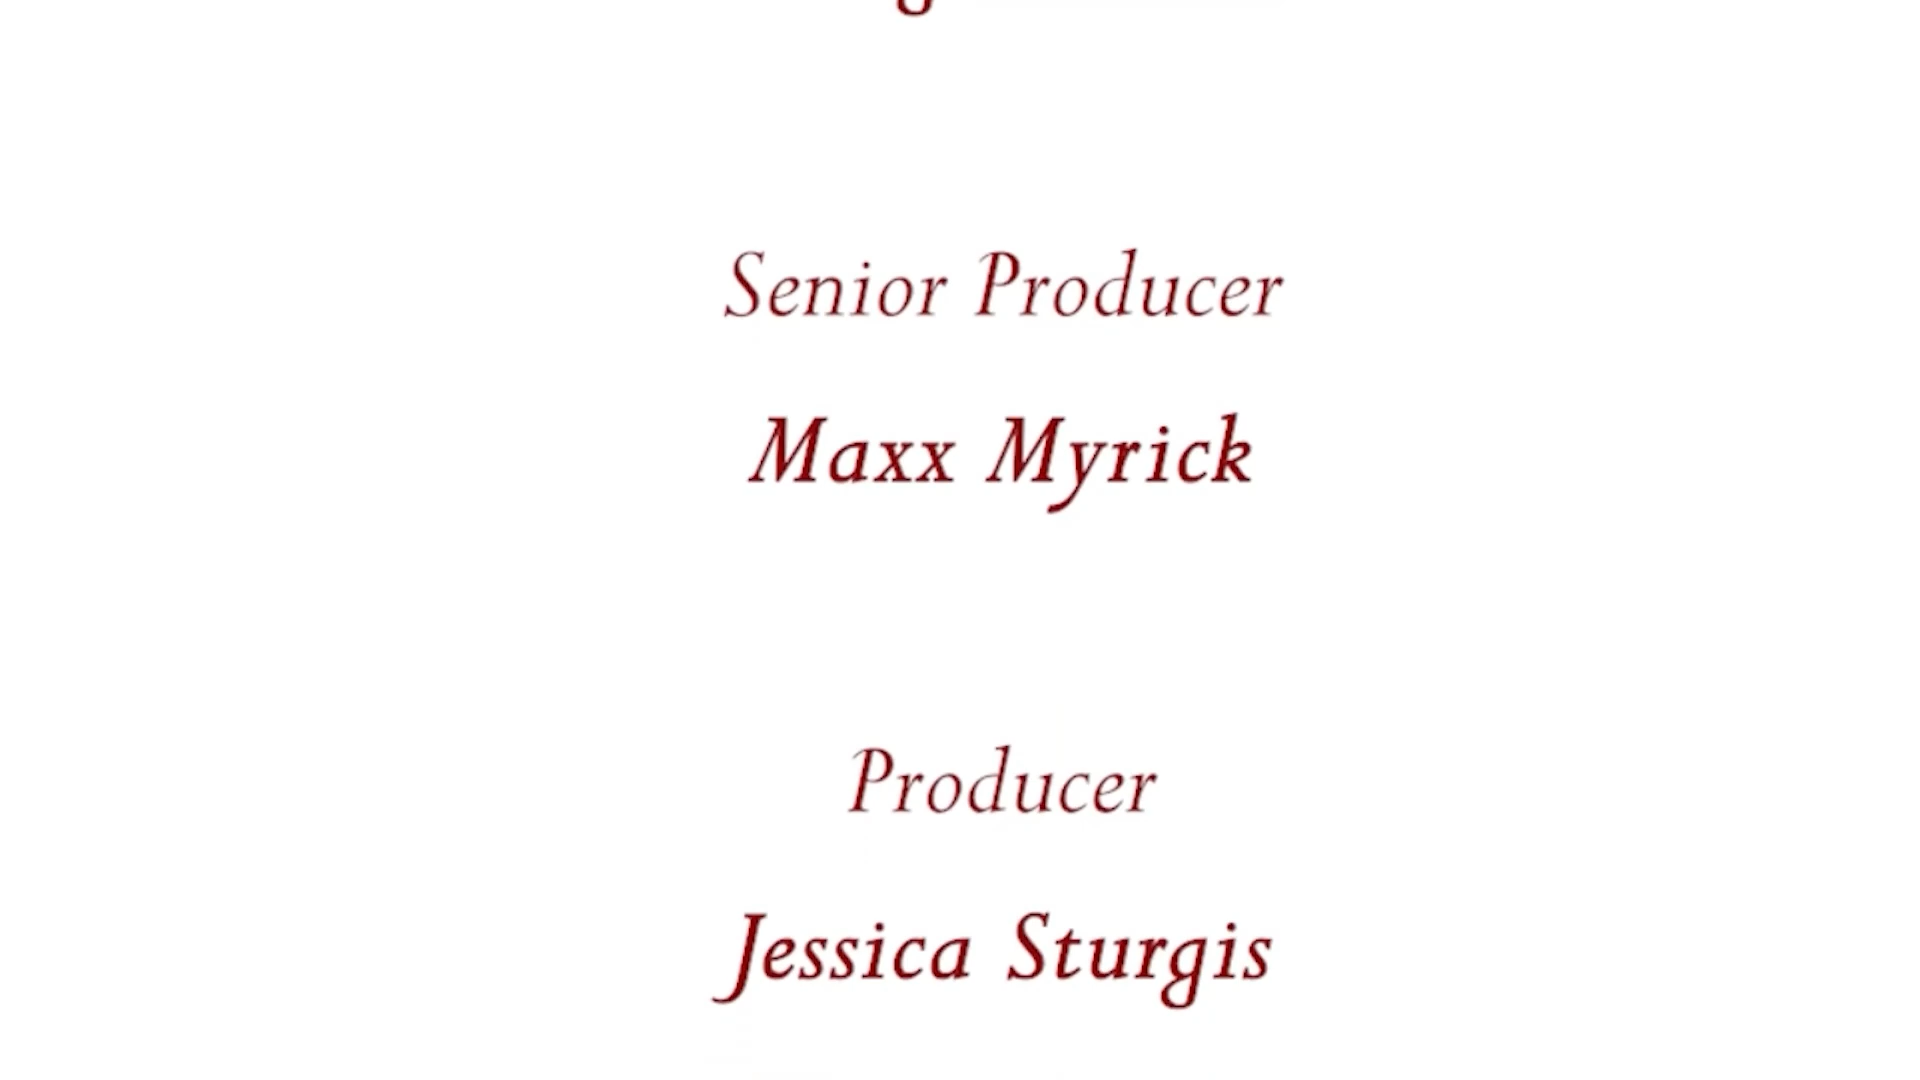 Senior Producer
Maxx Myrick
Producer
Jessica Sturgis